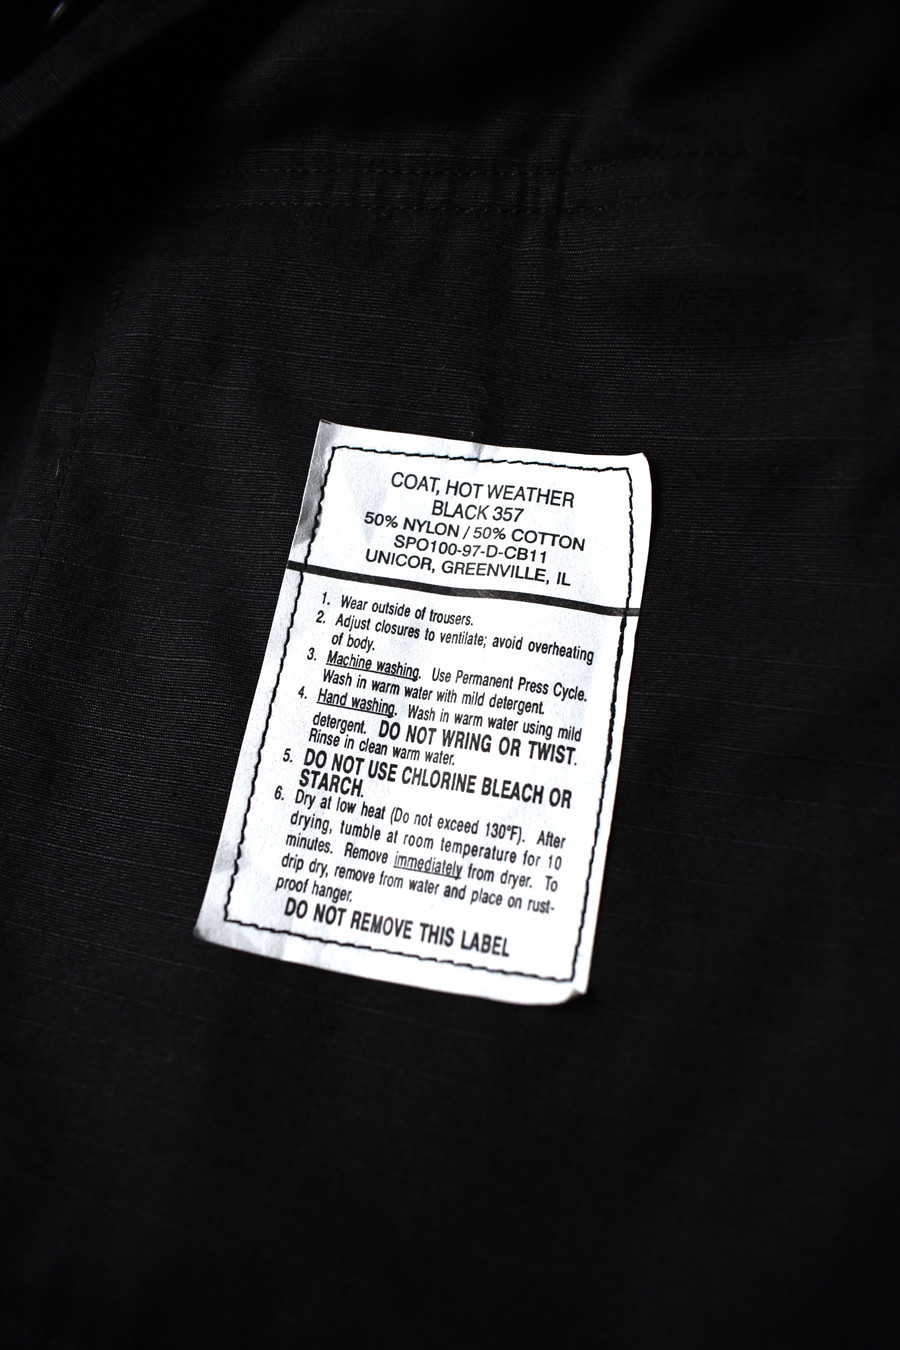 COAT, HOT WEATHER
BLACK 357
50% NYLON / 50% COTTON
SPO100-97-D-CB11
UNICOR, GREENVILLE, IL
1. Wear outside of trousers.
2. Adjust closures to ventilate; avoid overheating
of body.
3. Machine washing. Use Permanent Press Cycle.
Wash in warm water with mild detergent.
4. Hand washing. Wash in warm water using mild
detergent. DO NOT WRING OR TWIST.
Rinse in clean warm water.
5. DO NOT USE CHLORINE BLEACH OR
STARCH.
6. Dry at low heat (Do not exceed 130°F). After
drying, tumble at room temperature for 10
minutes. Remove immediately from dryer. To
drip dry, remove from water and place on rust-
proof hanger.
DO NOT REMOVE THIS LABEL